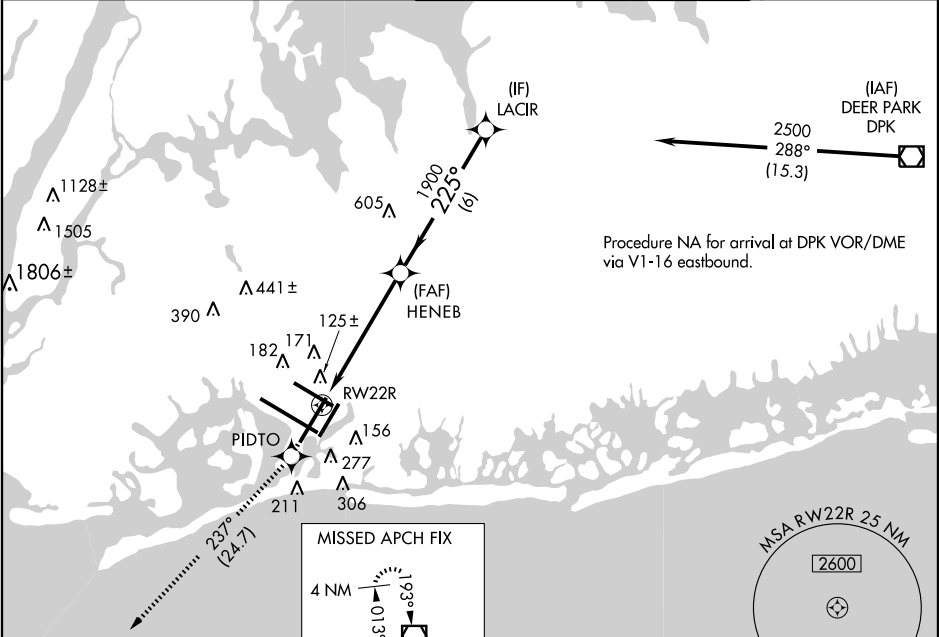 (IF)
LACIR
(IAF)
DEER PARK
DPK
2500
288°
(15.3)
1900
225°
(6)
605
1128±
1505
1806±
Procedure NA for arrival at DPK VOR/DME
via V1-16 eastbound.
441±
390
(FAF)
HENEB
125±
171
182
RW22R
PIDTO
156
277
211
306
237°
(24.7)
MISSED APCH FIX
4 NM
193°
013°
MSA RW22R 25 NM
2600